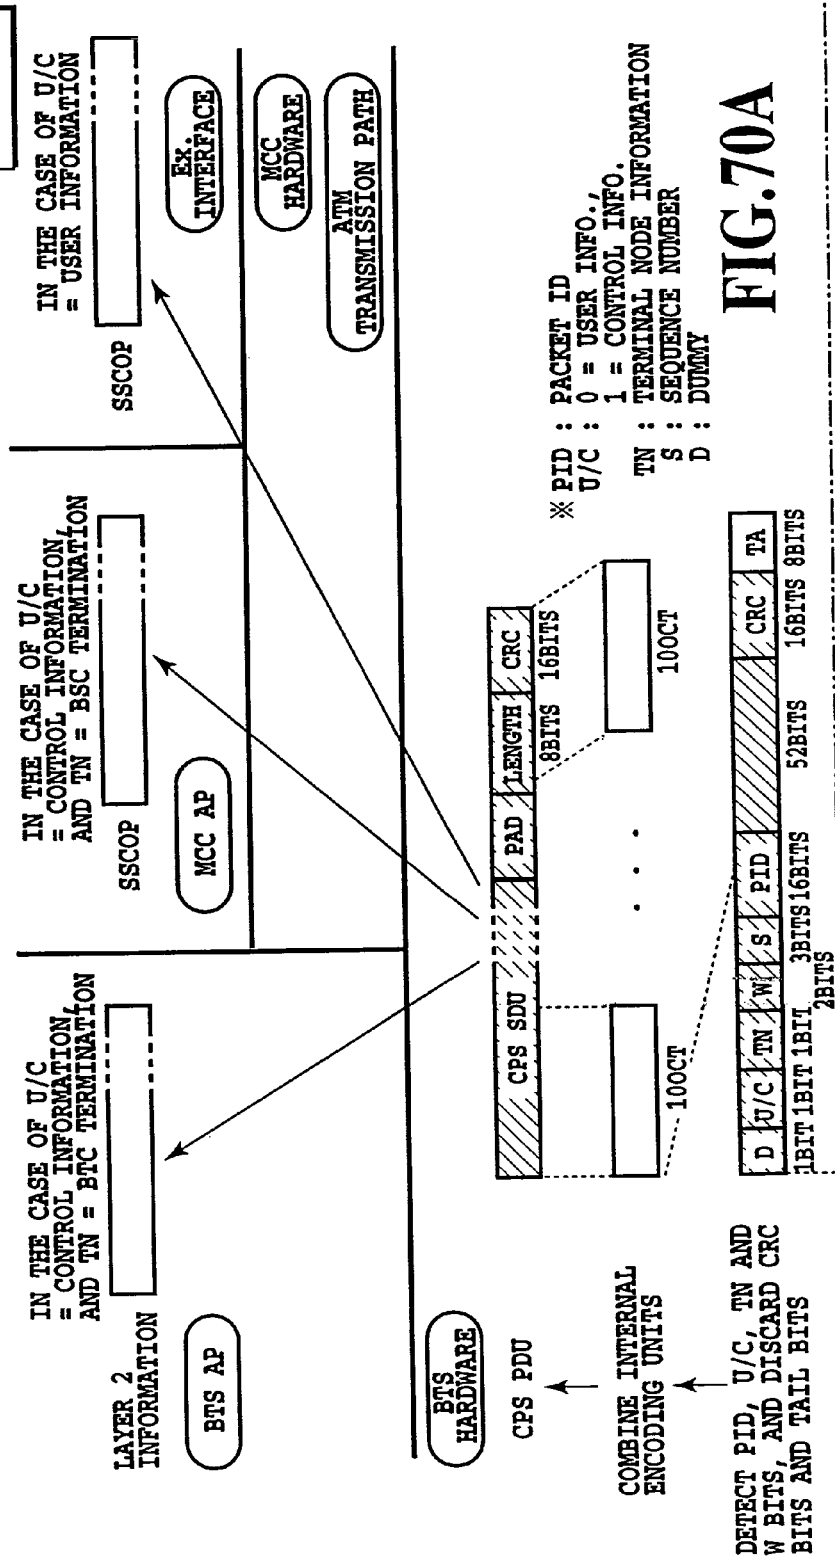 IN THE CASE OF U/C
= CONTROL INFORMATION,
AND TN = BTC TERMINATION
LAYER 2
INFORMATION
BTS AP
IN THE CASE OF U/C
= CONTROL INFORMATION,
AND TN = BSC TERMINATION
SSCOP
MCC AP
IN THE CASE OF U/C
= USER INFORMATION
SSCOP
EX.
INTERFACE
MCC
HARDWARE
ATM
TRANSMISSION PATH
BTS
HARDWARE
CPS PDU
CPS SDU
PAD
LENGTH
CRC
8BITS
16BITS
COMBINE INTERNAL
ENCODING UNITS
10OCT
. . .
10OCT
※ PID : PACKET ID
U/C : 0 = USER INFO.,
1 = CONTROL INFO.
TN : TERMINAL NODE INFORMATION
S : SEQUENCE NUMBER
D : DUMMY
DETECT PID, U/C, TN AND
W BITS, AND DISCARD CRC
BITS AND TAIL BITS
D
U/C
TN
W
S
PID
CRC
TA
1BIT
1BIT
1BIT
2BITS
3BITS
16BITS
52BITS
16BITS
8BITS
FIG.70A